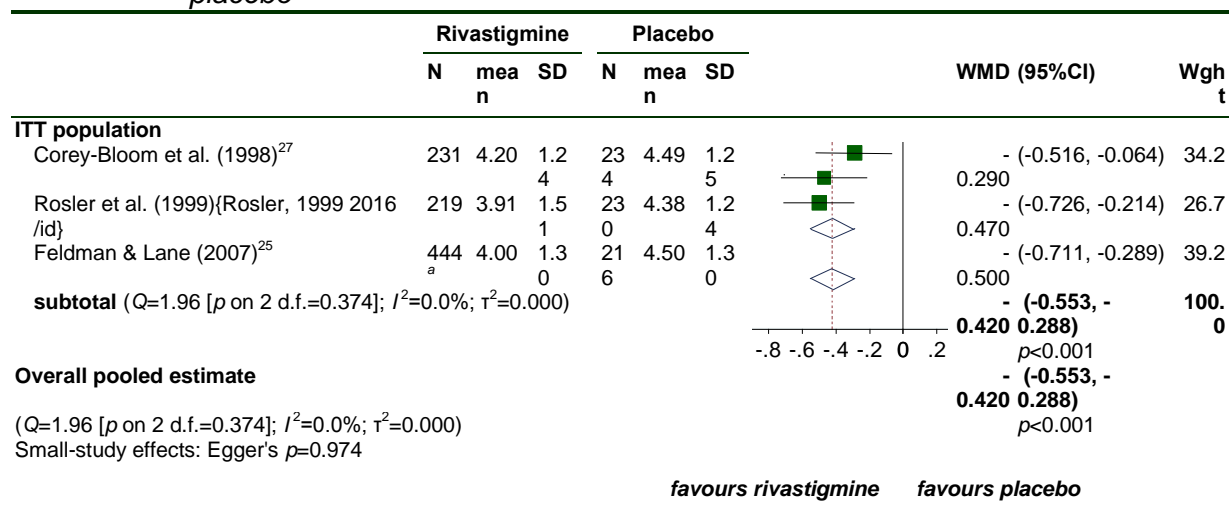 placebo
Rivastigmine Placebo
N mea SD N mea SD WMD (95%CI) Wgh
n n t
ITT population
Corey-Bloom et al. (1998)27 231 4.20 1.2 23 4.49 1.2 - (-0.516, -0.064) 34.2
4 4 5 0.290
Rosler et al. (1999){Rosler, 1999 2016 219 3.91 1.5 23 4.38 1.2 - (-0.726, -0.214) 26.7
/id} 1 0 4 0.470
Feldman & Lane (2007)25 444 4.00 1.3 21 4.50 1.3 - (-0.711, -0.289) 39.2
a 0 6 0 0.500
subtotal (Q=1.96 [p on 2 d.f.=0.374]; I2=0.0%; τ2=0.000) - (-0.553, - 100.
0.420 0.288) 0
-.8 -.6 -.4 -.2 0 .2 p<0.001
Overall pooled estimate - (-0.553, -
0.420 0.288)
(Q=1.96 [p on 2 d.f.=0.374]; I2=0.0%; τ2=0.000) p<0.001
Small-study effects: Egger's p=0.974
favours rivastigmine favours placebo